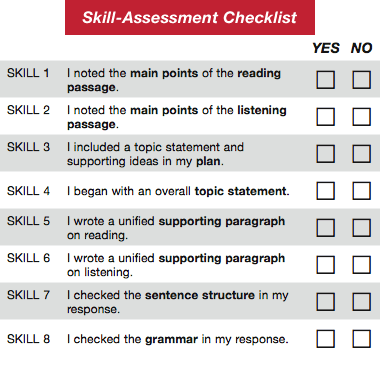 Skill-Assessment Checklist
YES NO
SKILL 1 I noted the main points of the reading
passage.
SKILL 2 I noted the main points of the listening
passage.
SKILL 3 I included a topic statement and
supporting ideas in my plan.
SKILL 4 I began with an overall topic statement.
SKILL 5 I wrote a unified supporting paragraph
on reading.
SKILL 6 I wrote a unified supporting paragraph
on listening.
SKILL 7 I checked the sentence structure in my
response.
SKILL 8 I checked the grammar in my response.